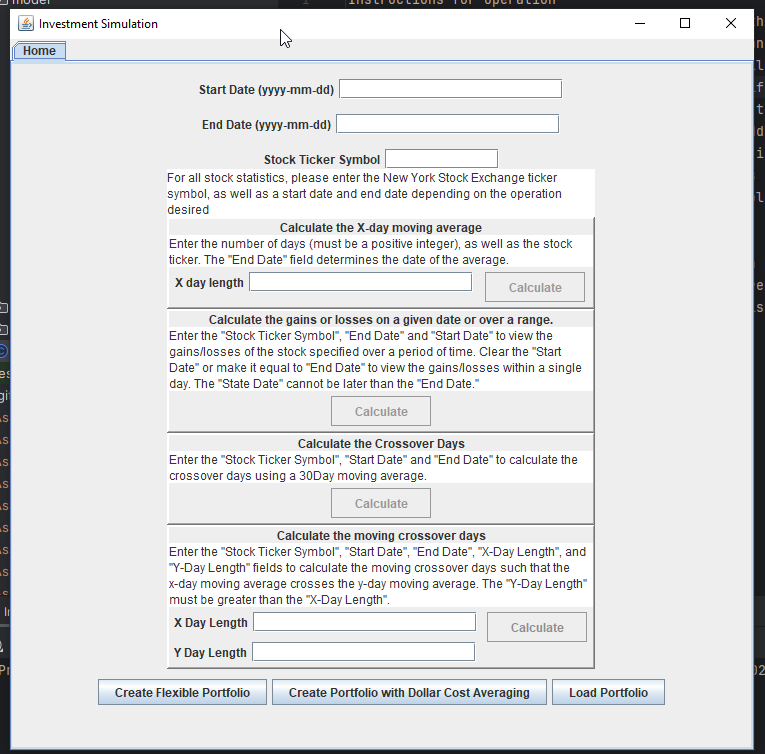 model
Instructions for operation
Investment Simulation
Home
Start Date (yyyy-mm-dd)
End Date (yyyy-mm-dd)
Stock Ticker Symbol
For all stock statistics, please enter the New York Stock Exchange ticker
symbol, as well as a start date and end date depending on the operation
desired
Calculate the X-day moving average
Enter the number of days (must be a positive integer), as well as the stock
ticker. The "End Date" field determines the date of the average.
X day length
Calculate
Calculate the gains or losses on a given date or over a range.
Enter the "Stock Ticker Symbol", "End Date" and "Start Date" to view the
gains/losses of the stock specified over a period of time. Clear the "Start
Date" or make it equal to "End Date" to view the gains/losses within a single
day. The "State Date" cannot be later than the "End Date."
Calculate
Calculate the Crossover Days
Enter the "Stock Ticker Symbol", "Start Date" and "End Date" to calculate the
crossover days using a 30Day moving average.
Calculate
Calculate the moving crossover days
Enter the "Stock Ticker Symbol", "Start Date", "End Date", "X-Day Length", and
"Y-Day Length" fields to calculate the moving crossover days such that the
x-day moving average crosses the y-day moving average. The "Y-Day Length"
must be greater than the "X-Day Length".
X Day Length
Calculate
Y Day Length
Create Flexible Portfolio
Create Portfolio with Dollar Cost Averaging
Load Portfolio